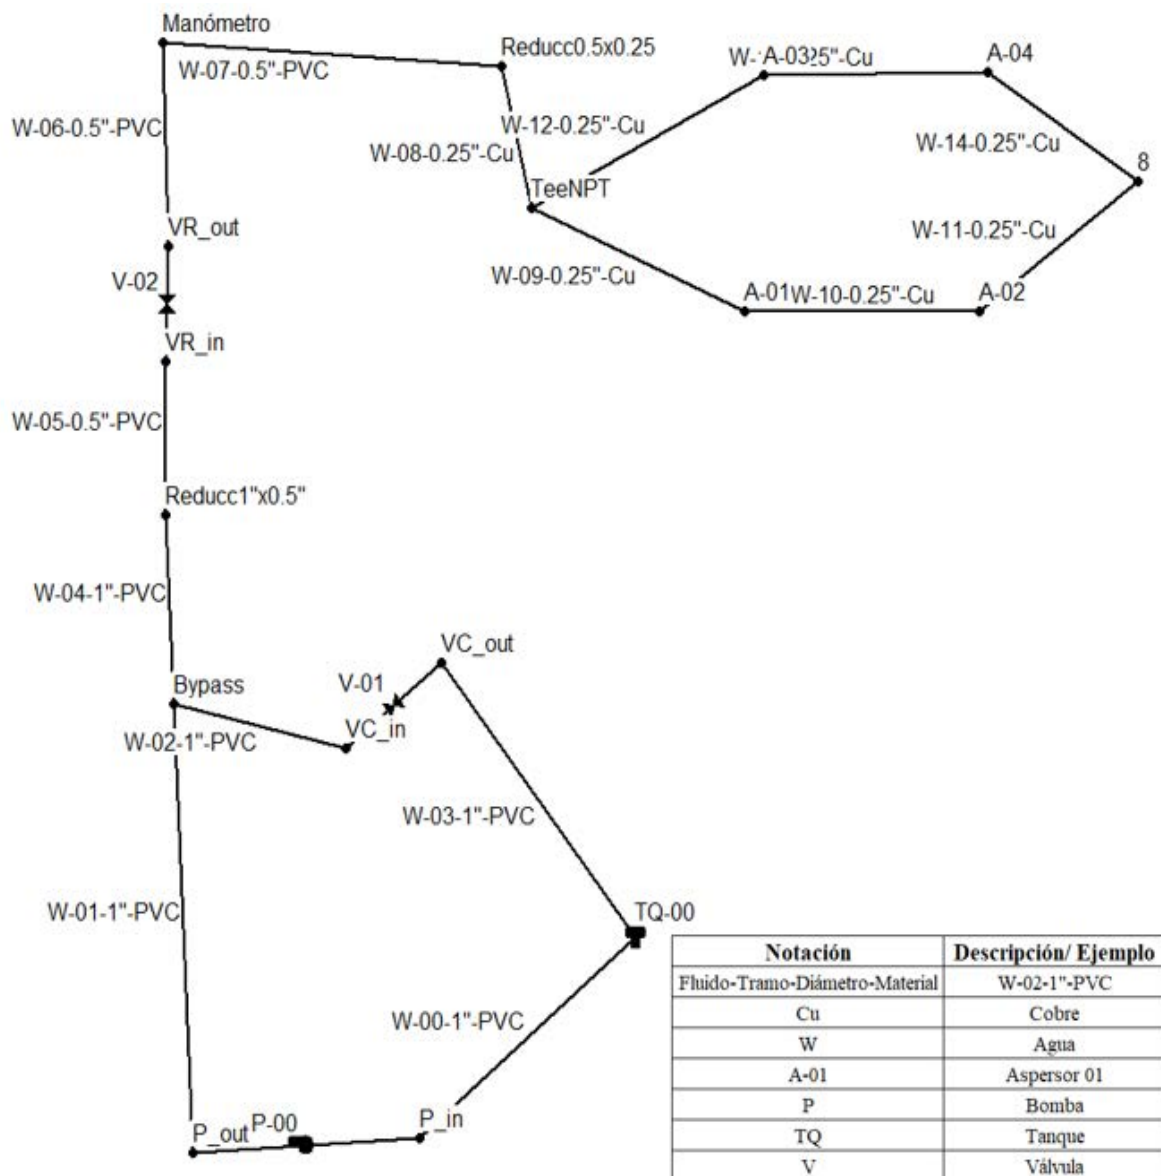 Manómetro
Reducc0.5x0.25
W-07-0.5"-PVC
A-03
25"-Cu
A-04
W-06-0.5"-PVC
W-12-0.25"-Cu
W-08-0.25"-Cu
W-14-0.25"-Cu
8
TeeNPT
VR_out
W-11-0.25"-Cu
V-02
W-09-0.25"-Cu
A-01
W-10-0.25"-Cu
A-02
VR_in
W-05-0.5"-PVC
Reducc1"x0.5"
W-04-1"-PVC
VC_out
Bypass
V-01
VC_in
W-02-1"-PVC
W-03-1"-PVC
W-01-1"-PVC
TQ-00
W-00-1"-PVC
P_out
P-00
P_in
Notación Descripción/ Ejemplo
Fluido-Tramo-Diámetro-Material W-02-1"-PVC
Cu Cobre
W Agua
A-01 Aspersor 01
P Bomba
TQ Tanque
V Válvula